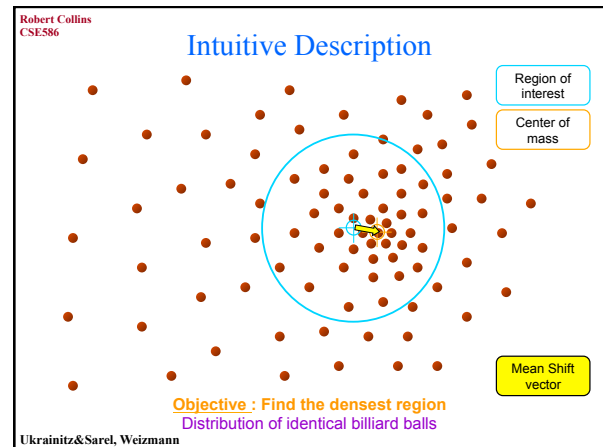 Robert Collins
CSE586
Intuitive Description
Region of
interest
Center of
mass
Mean Shift
vector
Objective : Find the densest region
Distribution of identical billiard balls
Ukrainitz&Sarel, Weizmann